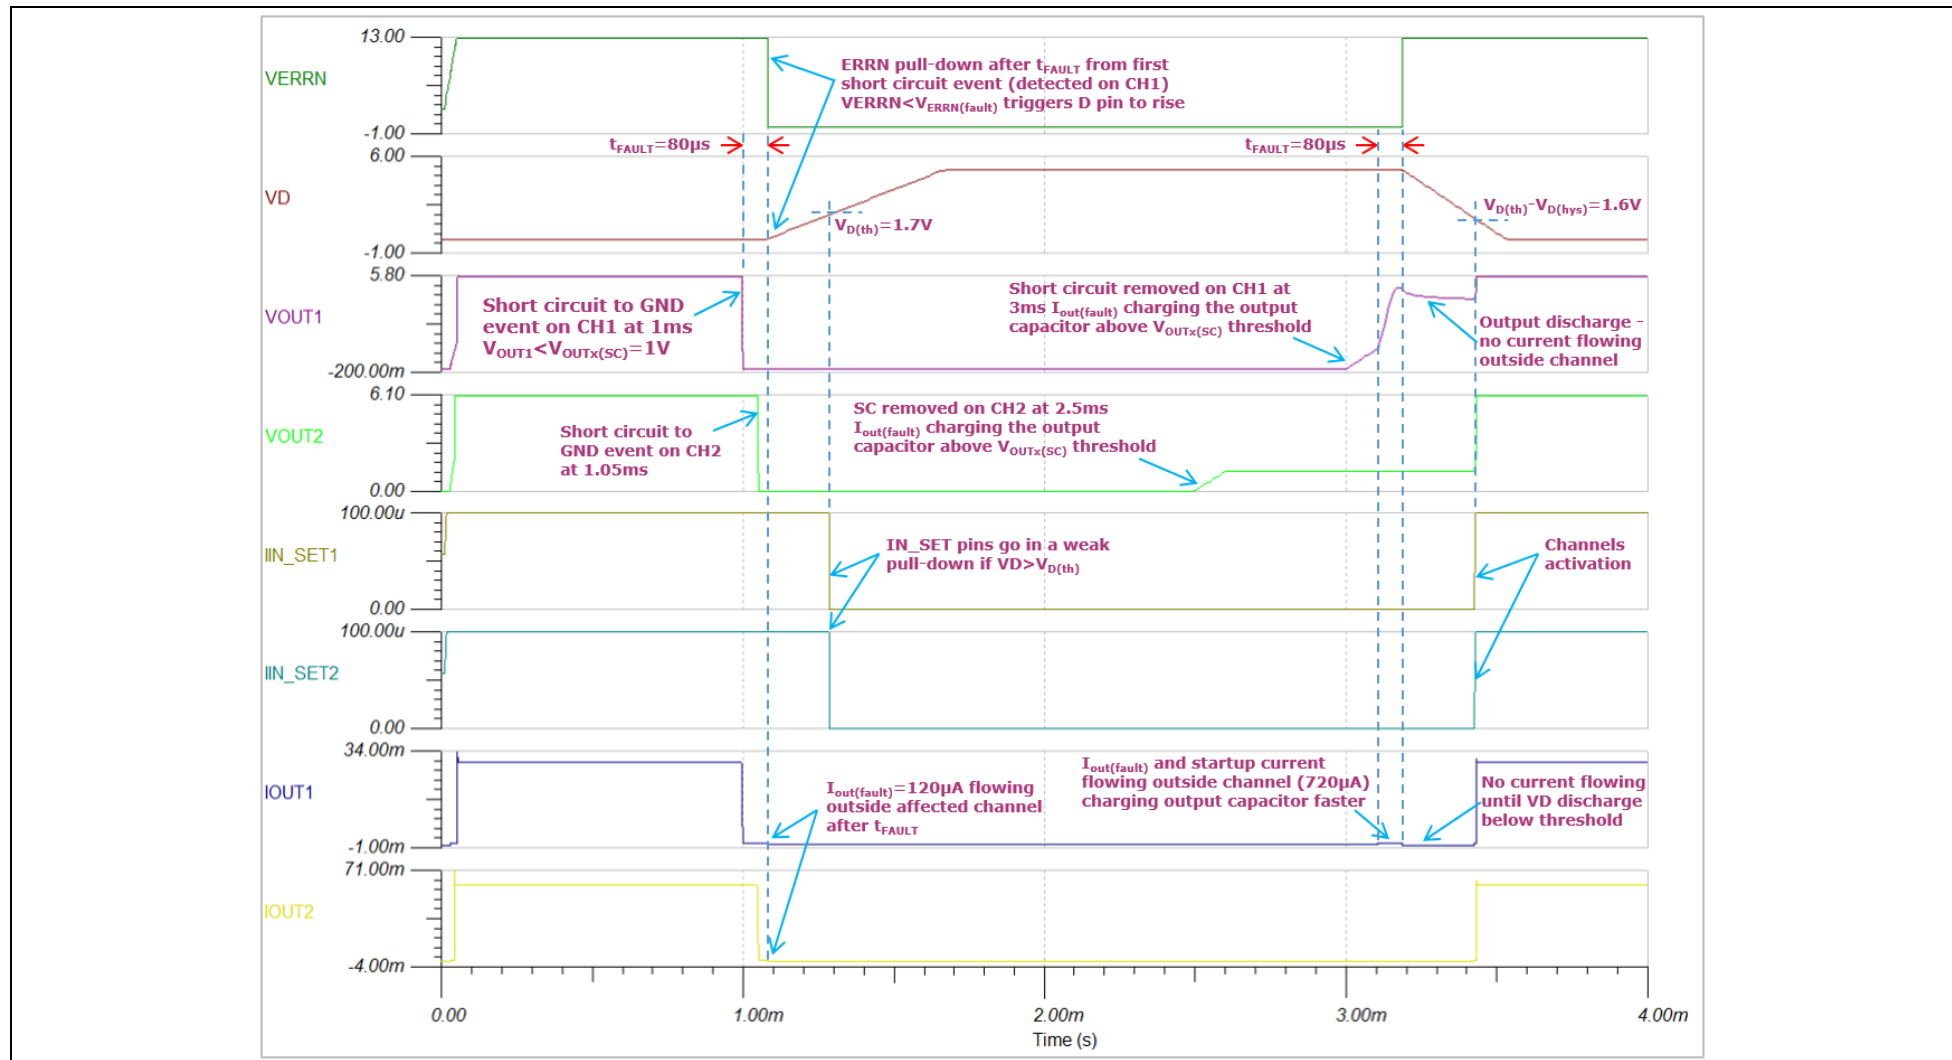 13.00
VERRN
-1.00
ERRN pull-down after tFAULT from first
short circuit event (detected on CH1)
VERRN<VERRN(fault) triggers D pin to rise
tFAULT=80µs
tFAULT=80µs
6.00
VD
-1.00
VD(th)=1.7V
VD(th)-VD(hys)=1.6V
5.80
VOUT1
-200.00m
Short circuit to GND
event on CH1 at 1ms
VOUT1<VOUTx(SC)=1V
Short circuit removed on CH1 at
3ms Iout(fault) charging the output
capacitor above VOUTx(SC) threshold
Output discharge -
no current flowing
outside channel
6.10
VOUT2
0.00
Short circuit to
GND event on CH2
at 1.05ms
SC removed on CH2 at 2.5ms
Iout(fault) charging the output
capacitor above VOUTx(SC) threshold
100.00u
IIN_SET1
0.00
IN_SET pins go in a weak
pull-down if VD>VD(th)
Channels
activation
100.00u
IIN_SET2
0.00
34.00m
IOUT1
-1.00m
Iout(fault)=120µA flowing
outside affected channel
after tFAULT
Iout(fault) and startup current
flowing outside channel (720µA)
charging output capacitor faster
No current flowing
until VD discharge
below threshold
71.00m
IOUT2
-4.00m
0.00
1.00m
2.00m
3.00m
4.00m
Time (s)